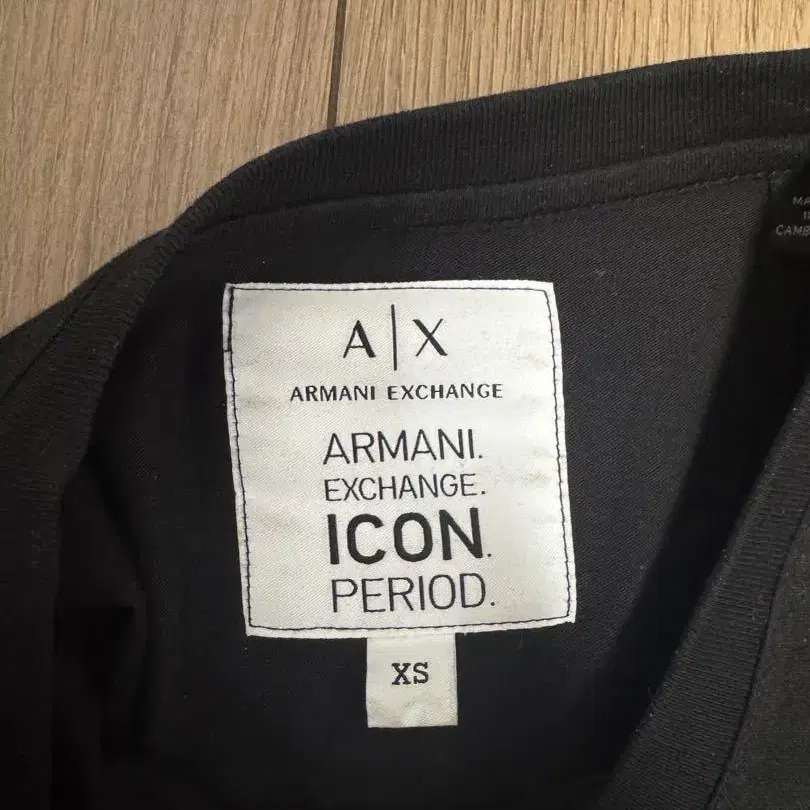 A|X
ARMANI EXCHANGE
ARMANI.
EXCHANGE.
ICON.
PERIOD.
XS